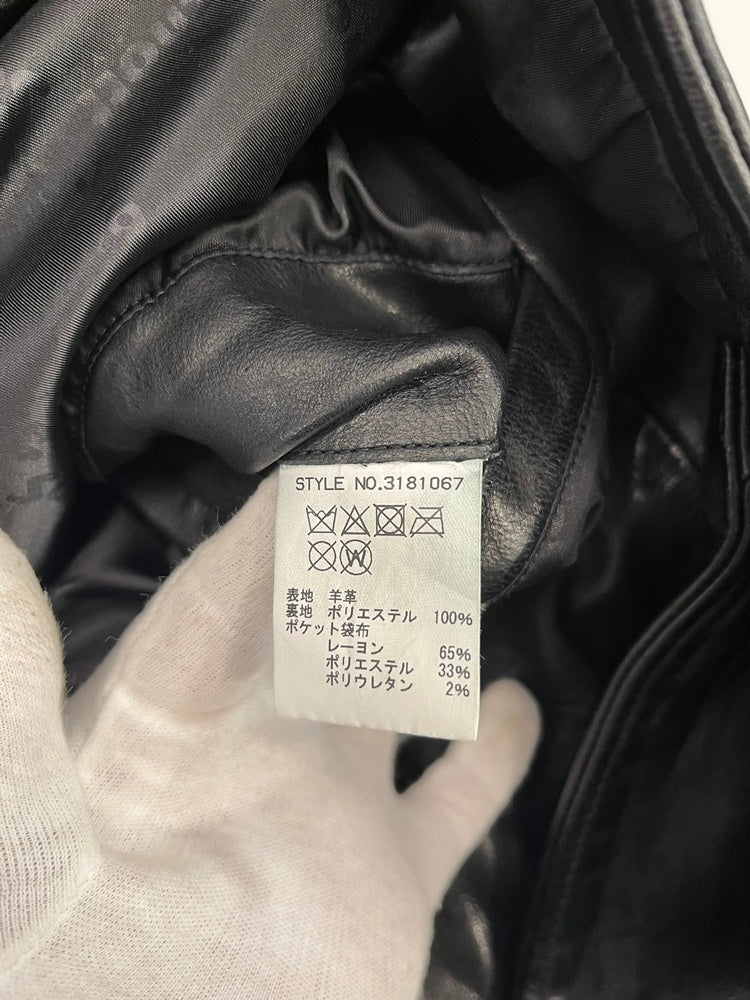 STYLE NO.3181067
W
表地 羊革
裏地 ポリエステル 100%
ポケット袋布
レーヨン 65%
ポリエステル 33%
ポリウレタン 2%